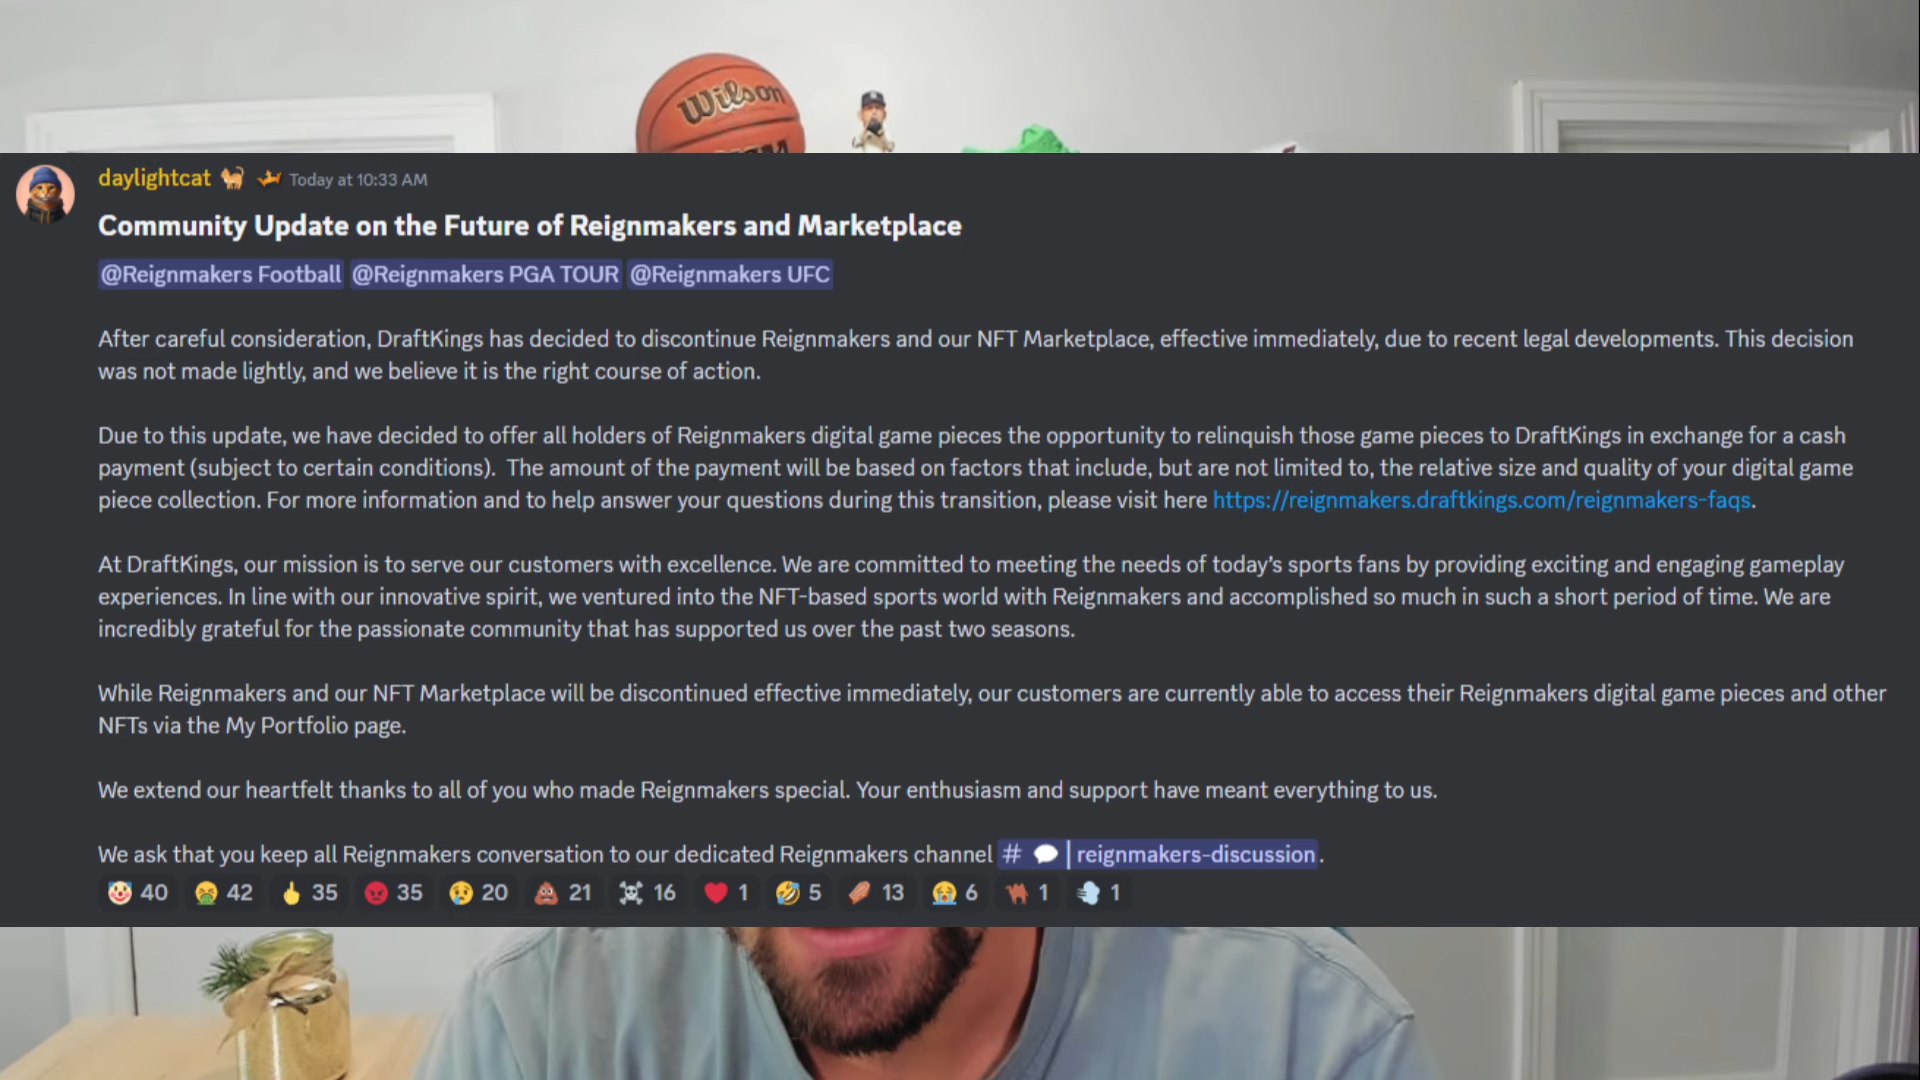 Wilson
daylightcat Today at 10:33 AM
Community Update on the Future of Reignmakers and Marketplace
@Reignmakers Football @Reignmakers PGA TOUR @Reignmakers UFC
After careful consideration, DraftKings has decided to discontinue Reignmakers and our NFT Marketplace, effective immediately, due to recent legal developments. This decision
was not made lightly, and we believe it is the right course of action.
Due to this update, we have decided to offer all holders of Reignmakers digital game pieces the opportunity to relinquish those game pieces to DraftKings in exchange for a cash
payment (subject to certain conditions). The amount of the payment will be based on factors that include, but are not limited to, the relative size and quality of your digital game
piece collection. For more information and to help answer your questions during this transition, please visit here https://reignmakers.draftkings.com/reignmakers-faqs.
At DraftKings, our mission is to serve our customers with excellence. We are committed to meeting the needs of today’s sports fans by providing exciting and engaging gameplay
experiences. In line with our innovative spirit, we ventured into the NFT-based sports world with Reignmakers and accomplished so much in such a short period of time. We are
incredibly grateful for the passionate community that has supported us over the past two seasons.
While Reignmakers and our NFT Marketplace will be discontinued effective immediately, our customers are currently able to access their Reignmakers digital game pieces and other
NFTs via the My Portfolio page.
We extend our heartfelt thanks to all of you who made Reignmakers special. Your enthusiasm and support have meant everything to us.
We ask that you keep all Reignmakers conversation to our dedicated Reignmakers channel # 💬 | reignmakers-discussion.
40 42 35 35 20 21 16 1 5 13 6 1 1